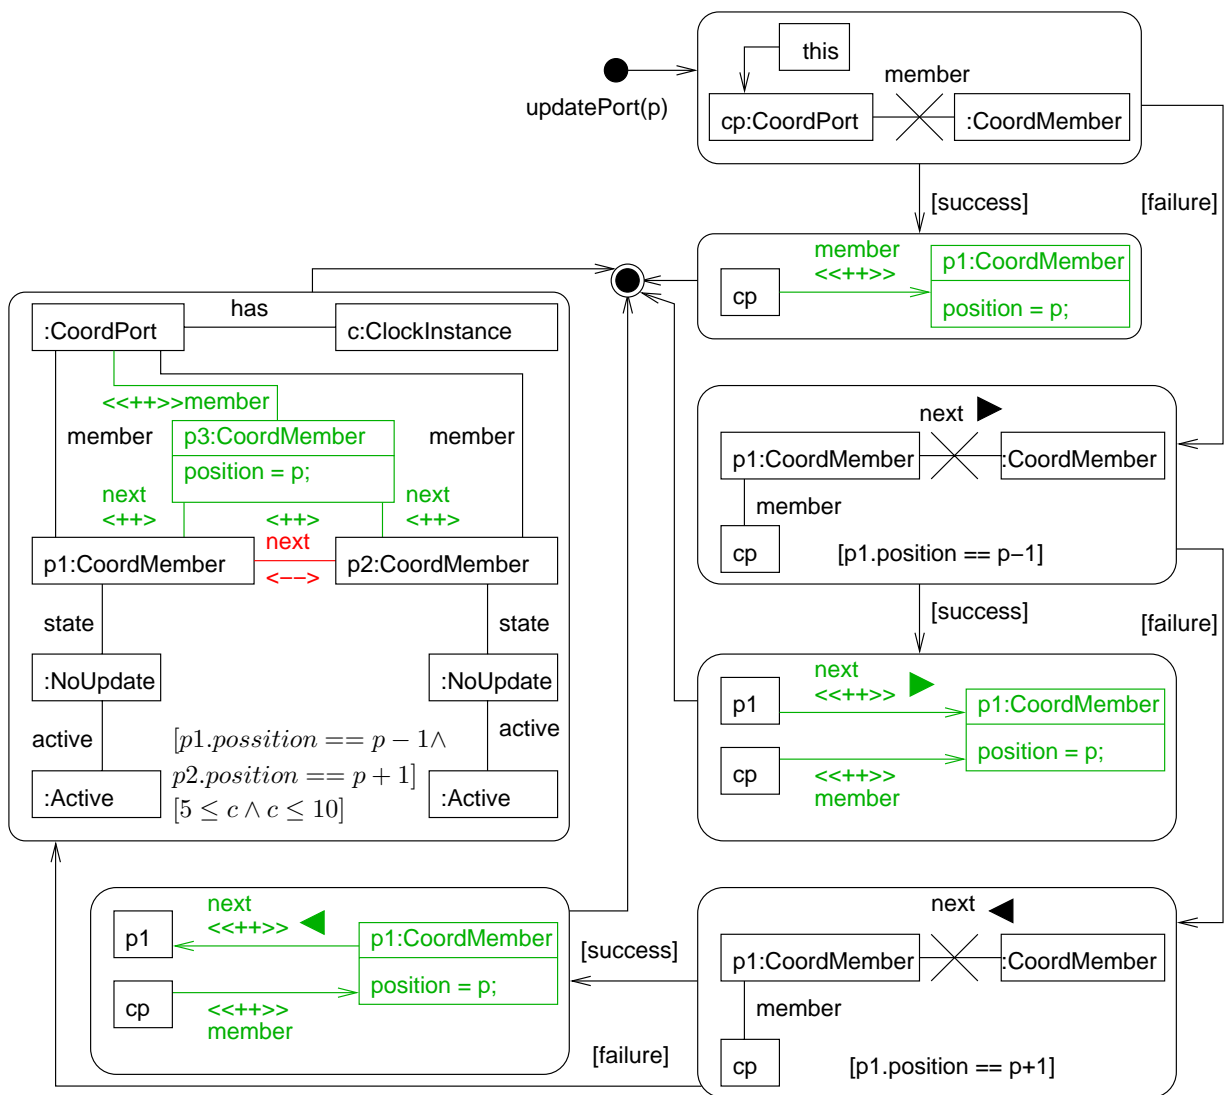 this
member
updatePort(p)
cp:CoordPort
:CoordMember
[success]
[failure]
member
<<++>>
cp
p1:CoordMember
position = p;
has
:CoordPort
c:ClockInstance
<<++>>member
member
p3:CoordMember
member
position = p;
next
<++>
<++>
next
<++>
next
<-->
p1:CoordMember
p2:CoordMember
state
state
:NoUpdate
:NoUpdate
active
active
[p1.possition == p − 1∧
p2.position == p + 1]
[5 ≤ c ∧ c ≤ 10]
:Active
:Active
next
p1:CoordMember
:CoordMember
member
cp
[p1.position == p−1]
[success]
[failure]
next
<<++>>
p1
p1:CoordMember
position = p;
cp
<<++>>
member
next
<<++>>
p1
p1:CoordMember
position = p;
cp
<<++>>
member
[success]
[failure]
next
p1:CoordMember
:CoordMember
member
cp
[p1.position == p+1]